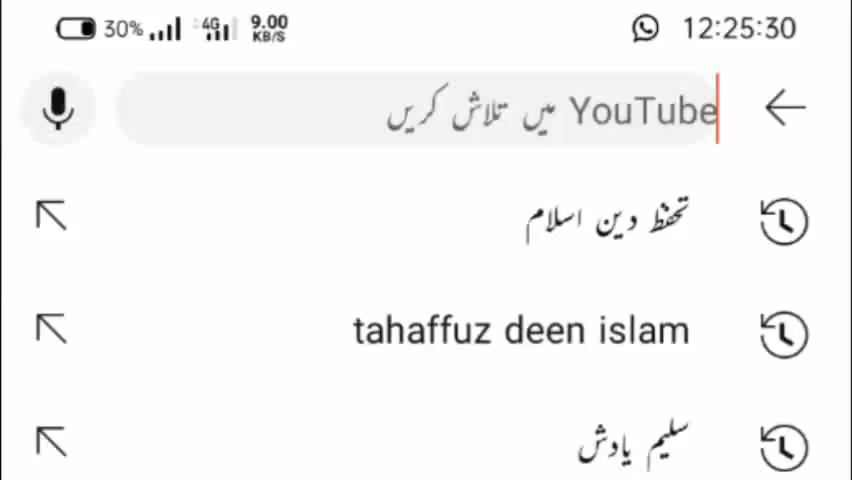 30% 4G 9.00 KB/S 12:25:30
YouTube میں تلاش کریں
تحفظ دین اسلام
tahaffuz deen islam
سلیم یادش